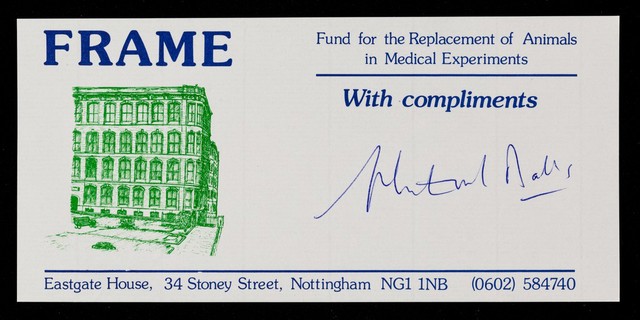 FRAME
Fund for the Replacement of Animals
in Medical Experiments
With compliments
Eastgate House, 34 Stoney Street, Nottingham NG1 1NB (0602) 584740